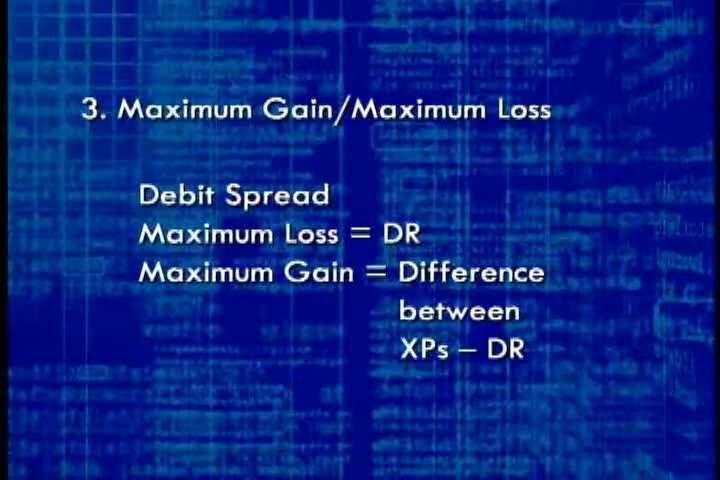 3. Maximum Gain/Maximum Loss
Debit Spread
Maximum Loss = DR
Maximum Gain = Difference
between
XPs – DR